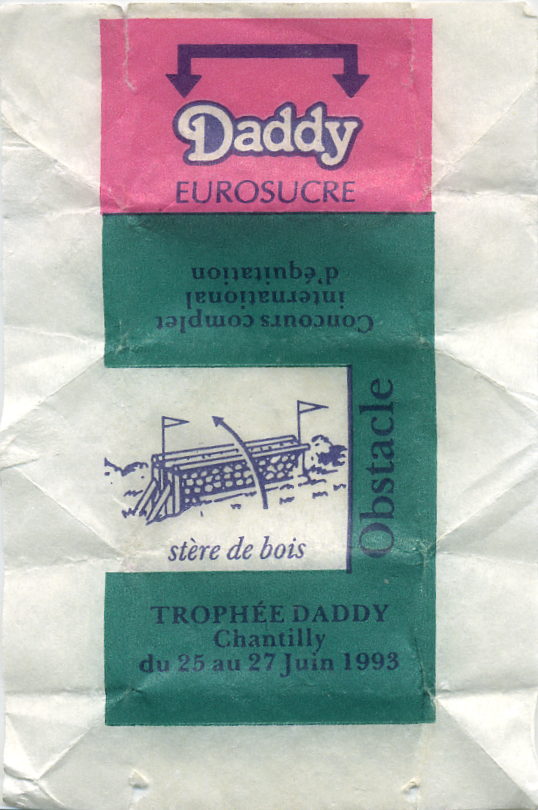 Daddy
EUROSUCRE
Concours complet
international
d'équitation
Obstacle
stère de bois
TROPHÉE DADDY
Chantilly
du 25 au 27 Juin 1993